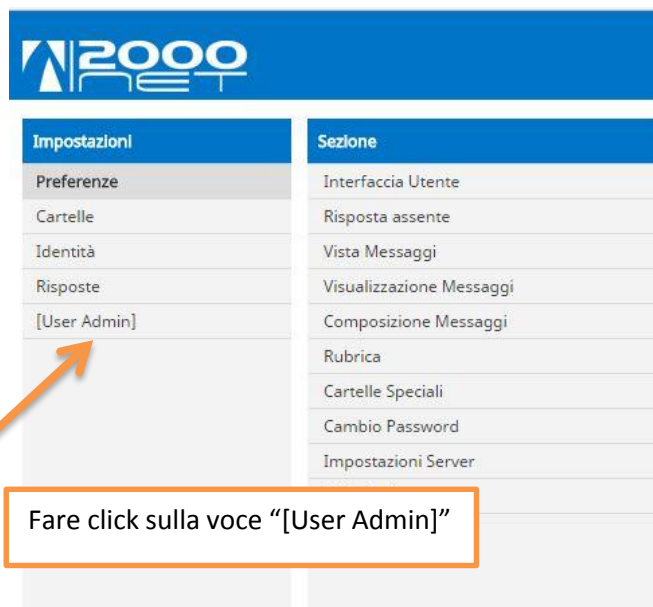 2000
net
Impostazioni
Preferenze
Cartelle
Identità
Risposte
[User Admin]
Sezione
Interfaccia Utente
Risposta assente
Vista Messaggi
Visualizzazione Messaggi
Composizione Messaggi
Rubrica
Cartelle Speciali
Cambio Password
Impostazioni Server
Fare click sulla voce “[User Admin]”